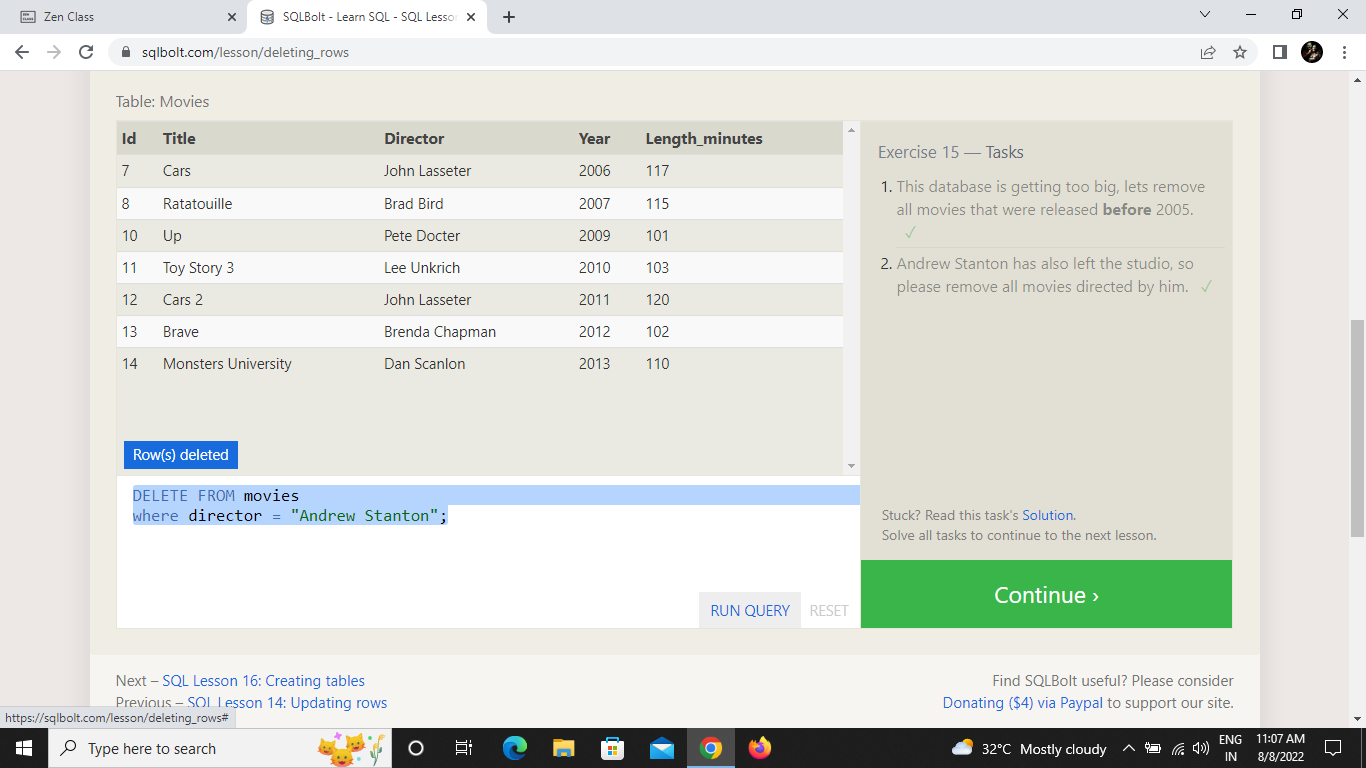 Zen Class
SQLBolt - Learn SQL - SQL Lesson
sqlbolt.com/lesson/deleting_rows
Table: Movies
Id Title Director Year Length_minutes
7 Cars John Lasseter 2006 117
8 Ratatouille Brad Bird 2007 115
10 Up Pete Docter 2009 101
11 Toy Story 3 Lee Unkrich 2010 103
12 Cars 2 John Lasseter 2011 120
13 Brave Brenda Chapman 2012 102
14 Monsters University Dan Scanlon 2013 110
Row(s) deleted
DELETE FROM movies
where director = "Andrew Stanton";
RUN QUERY RESET
Exercise 15 — Tasks
1. This database is getting too big, lets remove
all movies that were released before 2005.
✓
2. Andrew Stanton has also left the studio, so
please remove all movies directed by him. ✓
Stuck? Read this task's Solution.
Solve all tasks to continue to the next lesson.
Continue ›
Next – SQL Lesson 16: Creating tables
Previous – SQL Lesson 14: Updating rows
Find SQLBolt useful? Please consider
Donating ($4) via Paypal to support our site.
https://sqlbolt.com/lesson/deleting_rows#
Type here to search
32°C Mostly cloudy
ENG
IN
11:07 AM
8/8/2022